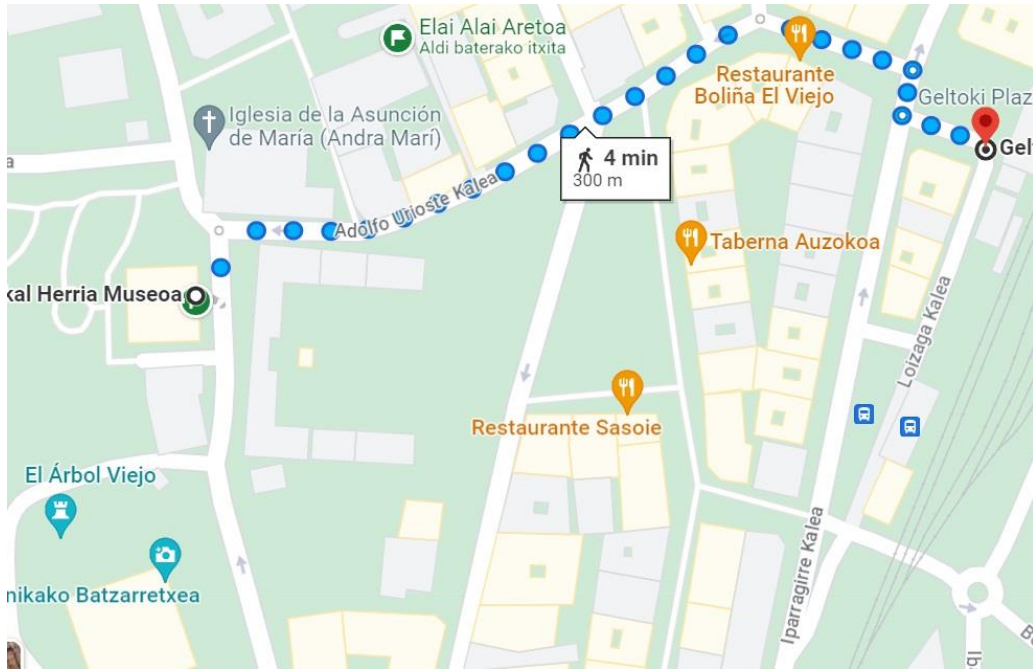 Elai Alai Aretoa
Aldi baterako itxita
Restaurante
Boliña El Viejo
Geltoki Plaz
Iglesia de la Asunción
de María (Andra Marí)
a
4 min
300 m
Gel
Adolfo Urioste Kalea
Taberna Auzokoa
kal Herria Museoa
Loizaga Kalea
Restaurante Sasoie
El Árbol Viejo
Iparragirre Kalea
nikako Batzarretxea